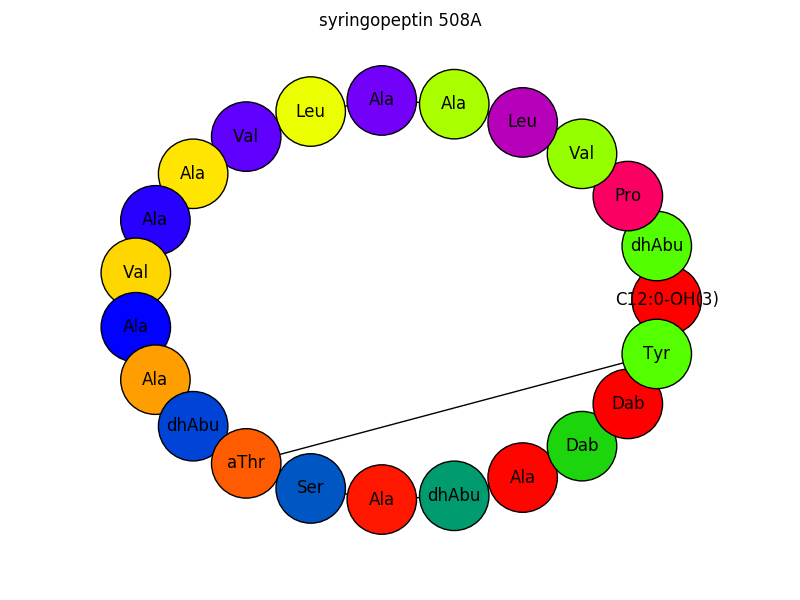 syringopeptin 508A
Ala
Ala
Leu
Leu
Val
Val
Ala
Pro
Ala
dhAbu
Val
C12:0-OH(3)
Ala
Tyr
Ala
Dab
dhAbu
Dab
aThr
Ser
Ala
dhAbu
Ala